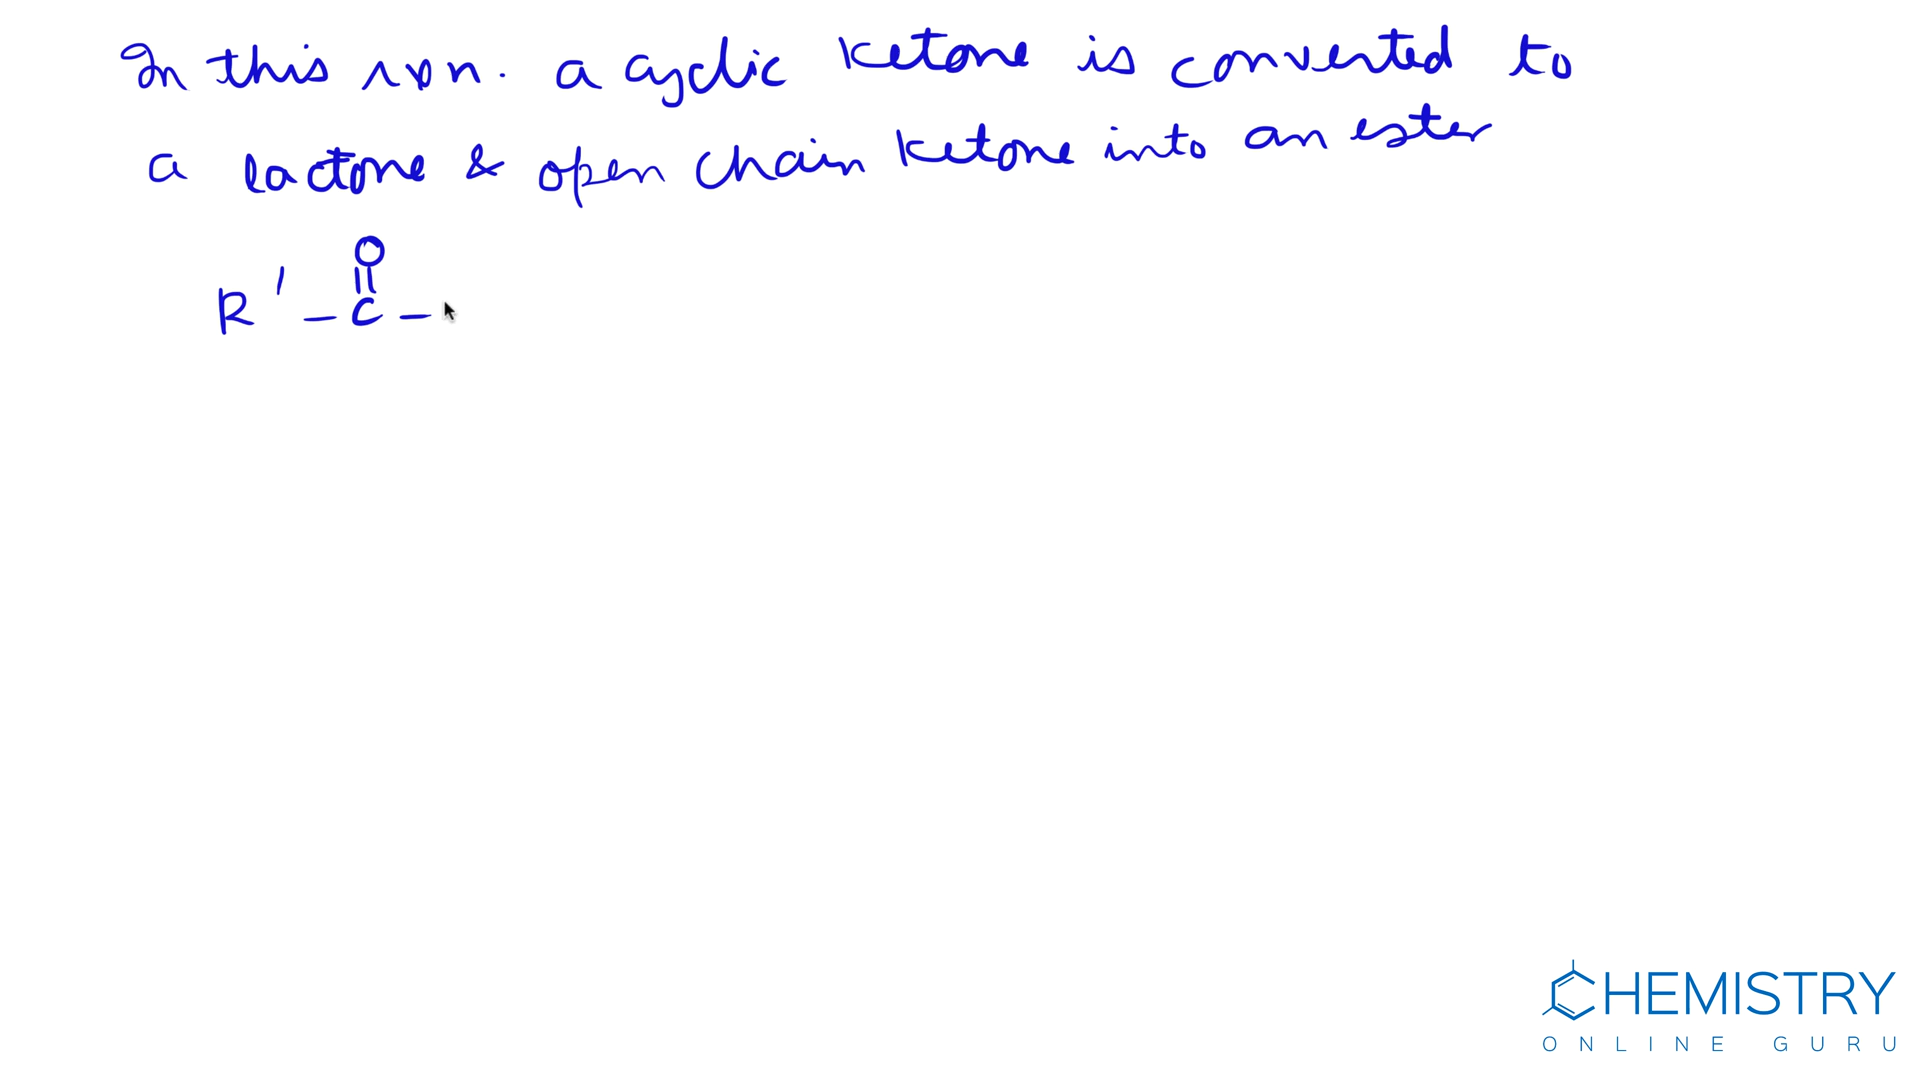 In this rxn. a cyclic ketone is converted to
a lactone & open chain ketone into an ester
O
||
R' – C –
CHEMISTRY
ONLINE GURU